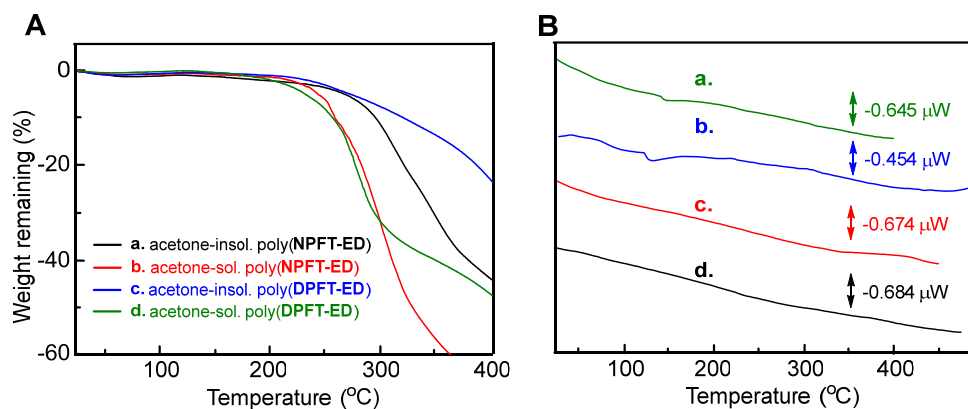 A
Weight remaining (%)
0
-20
-40
-60
a. acetone-insol. poly(NPFT-ED)
b. acetone-sol. poly(NPFT-ED)
c. acetone-insol. poly(DPFT-ED)
d. acetone-sol. poly(DPFT-ED)
100 200 300 400
Temperature (°C)
B
a.
-0.645 μW
b.
-0.454 μW
c.
-0.674 μW
d.
-0.684 μW
100 200 300 400
Temperature (°C)